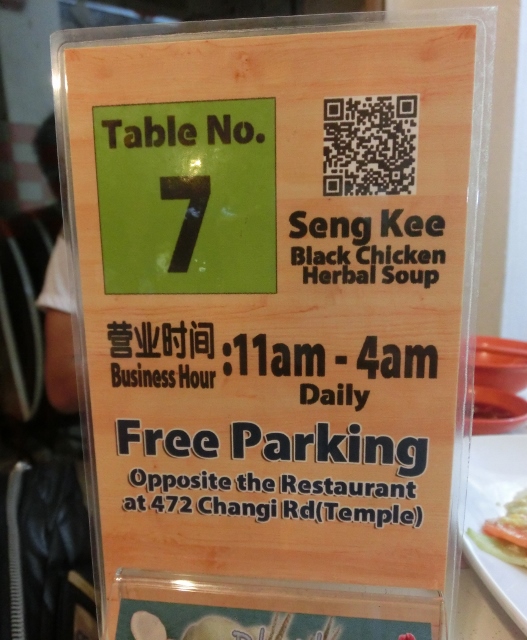 Table No.
7
Seng Kee
Black Chicken
Herbal Soup
营业时间
Business Hour
:11am - 4am
Daily
Free Parking
Opposite the Restaurant
at 472 Changi Rd(Temple)